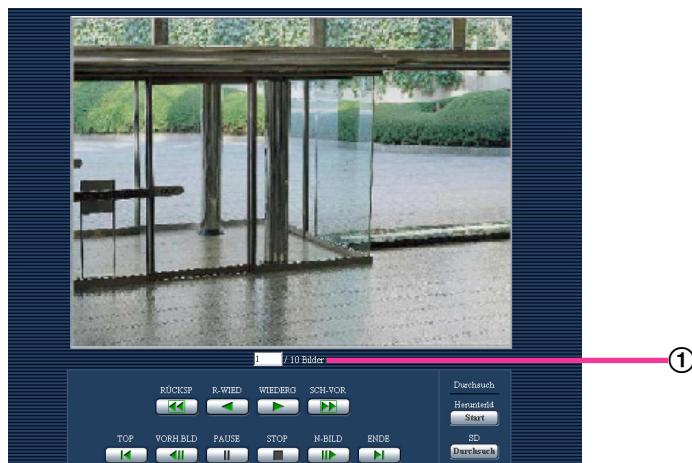 1 / 10 Bilder
①
RÜCKSP R-WIED WIEDERG SCH-VOR
TOP VORH.BLD PAUSE STOP N-BILD ENDE
Durchsuch
Herunterld
Start
SD
Durchsuch